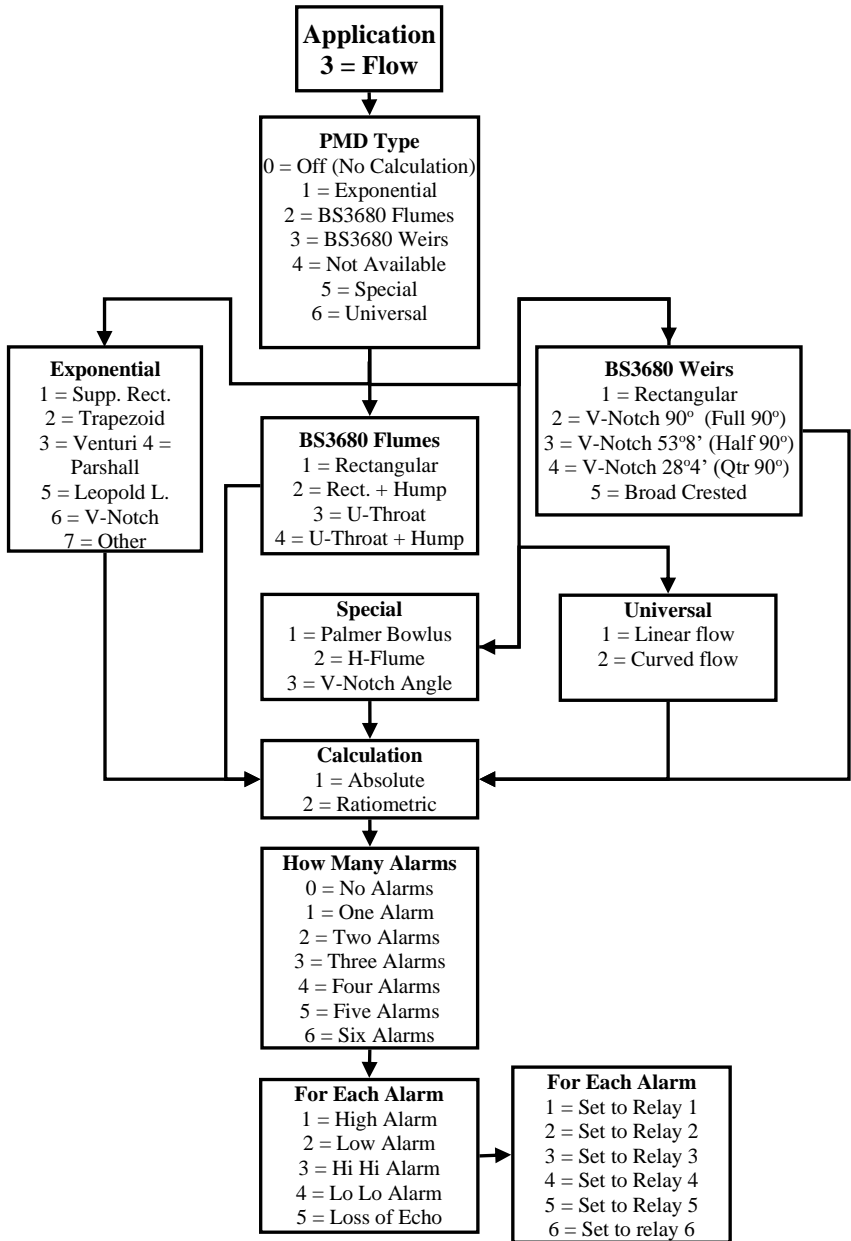 Application
3 = Flow
PMD Type
0 = Off (No Calculation)
1 = Exponential
2 = BS3680 Flumes
3 = BS3680 Weirs
4 = Not Available
5 = Special
6 = Universal
Exponential
1 = Supp. Rect.
2 = Trapezoid
3 = Venturi 4 =
Parshall
5 = Leopold L.
6 = V-Notch
7 = Other
BS3680 Flumes
1 = Rectangular
2 = Rect. + Hump
3 = U-Throat
4 = U-Throat + Hump
BS3680 Weirs
1 = Rectangular
2 = V-Notch 90º (Full 90º)
3 = V-Notch 53º8' (Half 90º)
4 = V-Notch 28º4' (Qtr 90º)
5 = Broad Crested
Special
1 = Palmer Bowlus
2 = H-Flume
3 = V-Notch Angle
Universal
1 = Linear flow
2 = Curved flow
Calculation
1 = Absolute
2 = Ratiometric
How Many Alarms
0 = No Alarms
1 = One Alarm
2 = Two Alarms
3 = Three Alarms
4 = Four Alarms
5 = Five Alarms
6 = Six Alarms
For Each Alarm
1 = High Alarm
2 = Low Alarm
3 = Hi Hi Alarm
4 = Lo Lo Alarm
5 = Loss of Echo
For Each Alarm
1 = Set to Relay 1
2 = Set to Relay 2
3 = Set to Relay 3
4 = Set to Relay 4
5 = Set to Relay 5
6 = Set to relay 6